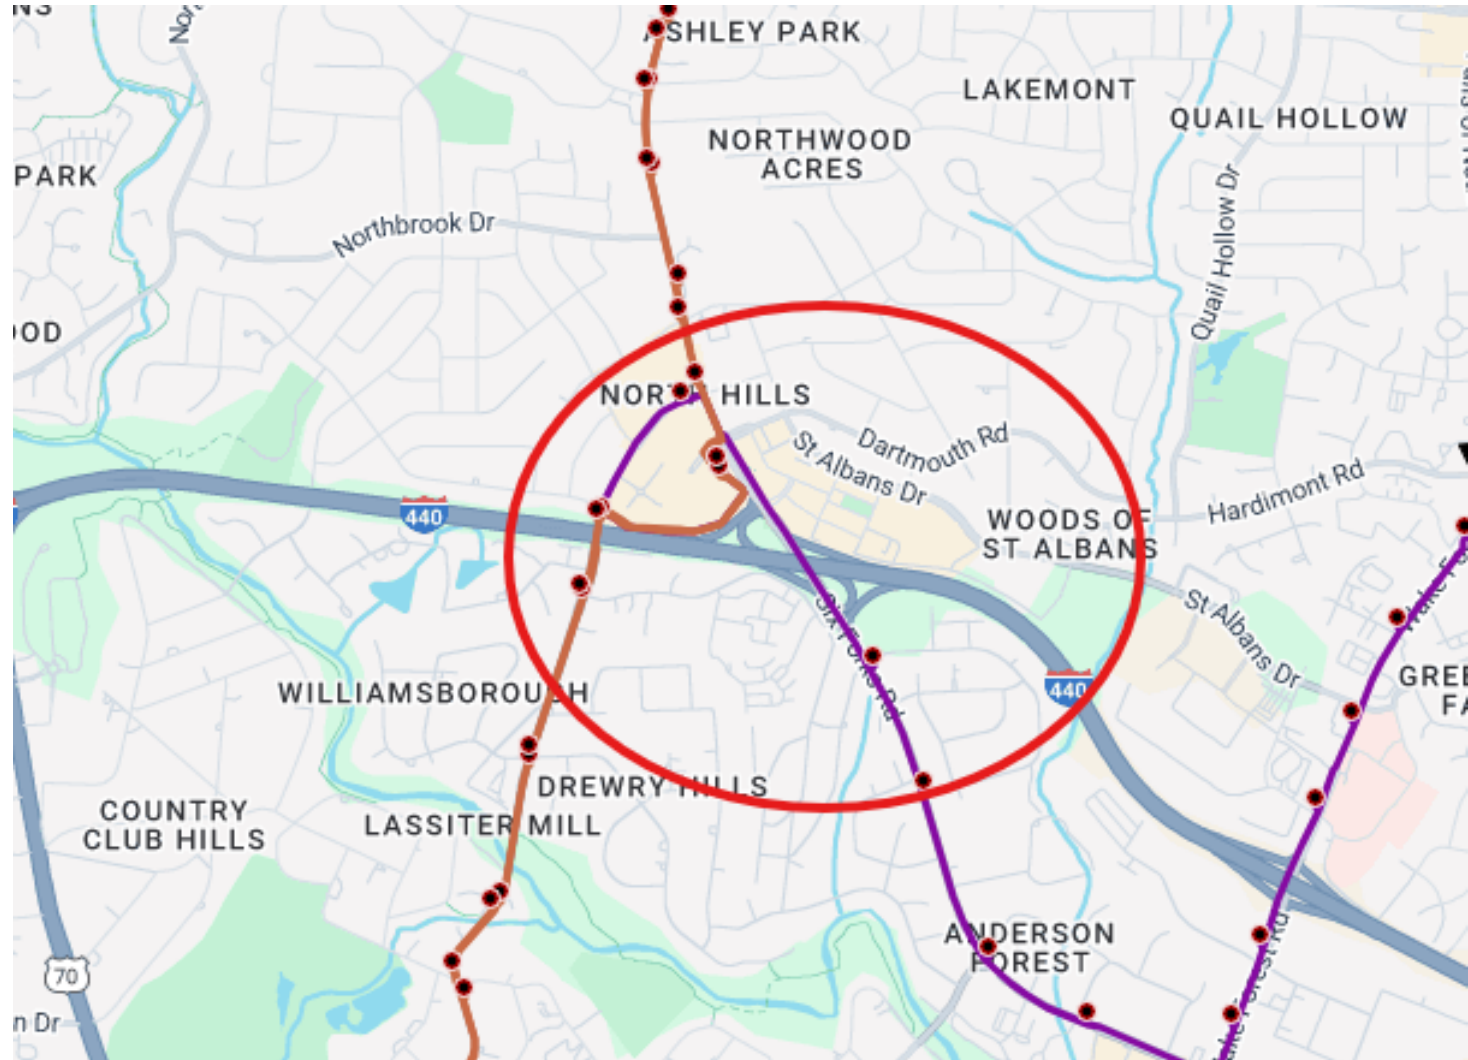 ASHLEY PARK
LAKEMONT
QUAIL HOLLOW
NORTHWOOD
ACRES
PARK
Northbrook Dr
Quail Hollow Dr
NORTH HILLS
Dartmouth Rd
St Albans Dr
Hardimont Rd
440
WOODS OF
ST ALBANS
Six Forks Rd
St Albans Dr
440
WILLIAMSBOROUGH
DREWRY HILLS
COUNTRY
CLUB HILLS
LASSITER MILL
ANDERSON
FOREST
70
n Dr